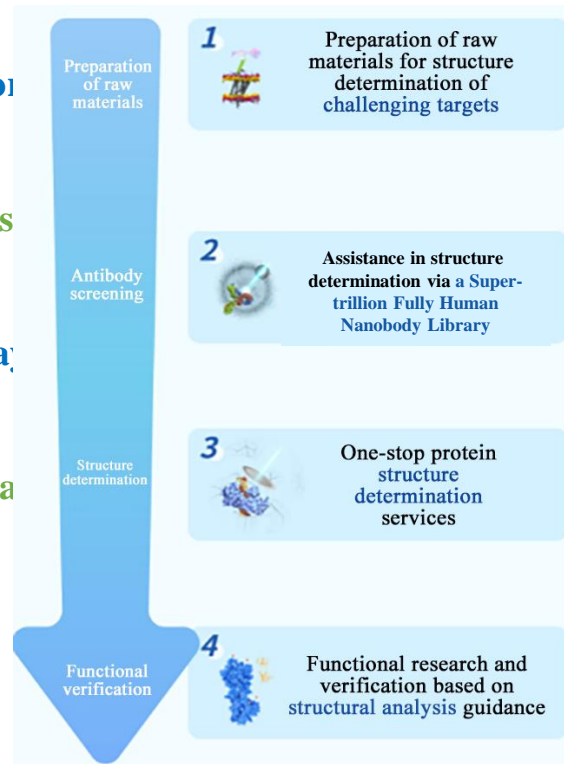 Preparation
of raw
materials
1
Preparation of raw
materials for structure
determination of
challenging targets
Antibody
screening
2
Assistance in structure
determination via a Super-
trillion Fully Human
Nanobody Library
Structure
determination
3
One-stop protein
structure
determination
services
Functional
verification
4
Functional research and
verification based on
structural analysis guidance